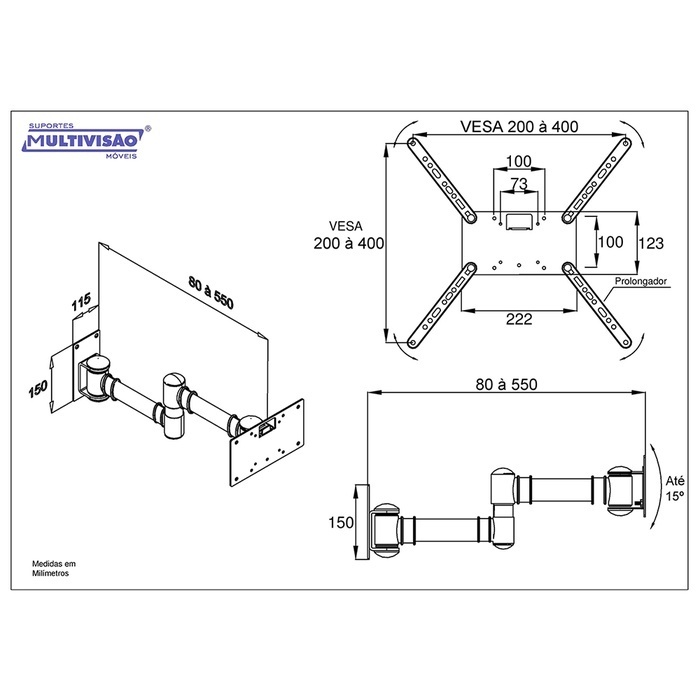 SUPORTES
MULTIVISÃO®
MÓVEIS
VESA 200 à 400
100
73
VESA
200 à 400
100
123
Prolongador
222
115
80 à 550
150
80 à 550
150
Até
15º
Medidas em
Milímetros